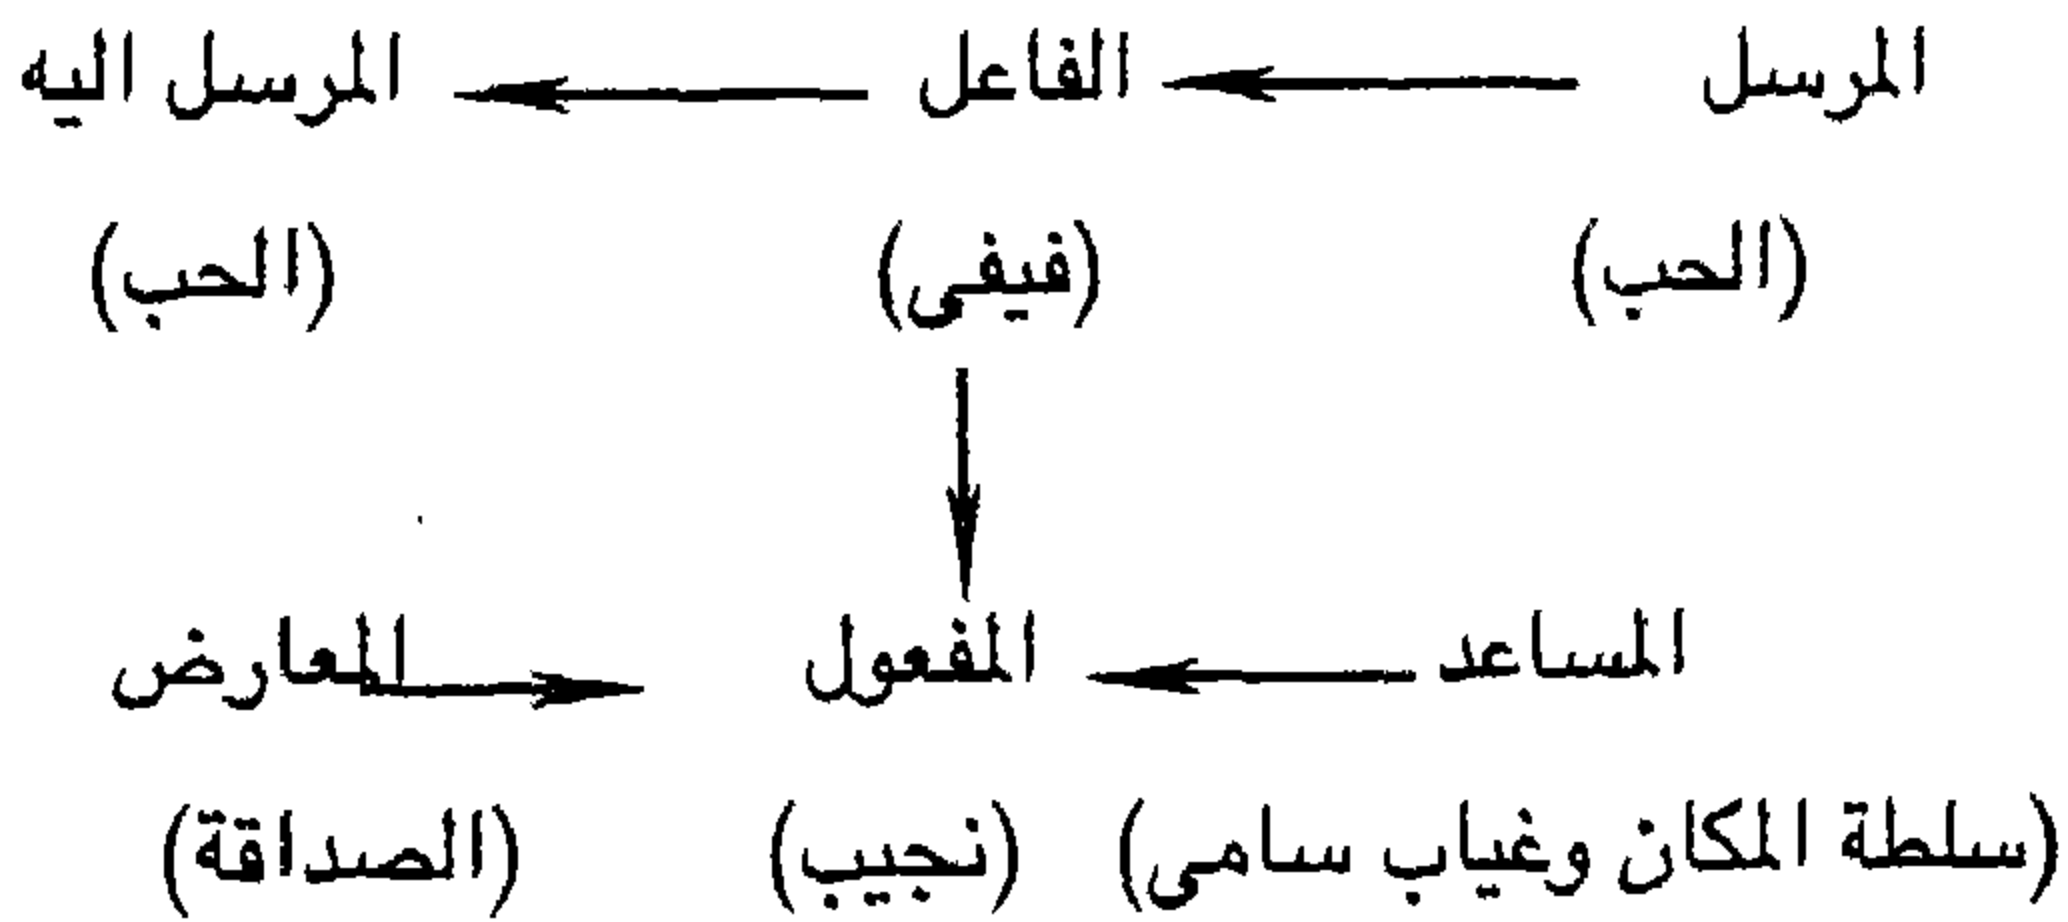 المرسل الفاعل المرسل اليه
(الحب) (فيفى) (الحب)
المساعد المفعول المعارض
(سلطة المكان وغياب سامى) (نجيب) (الصداقة)